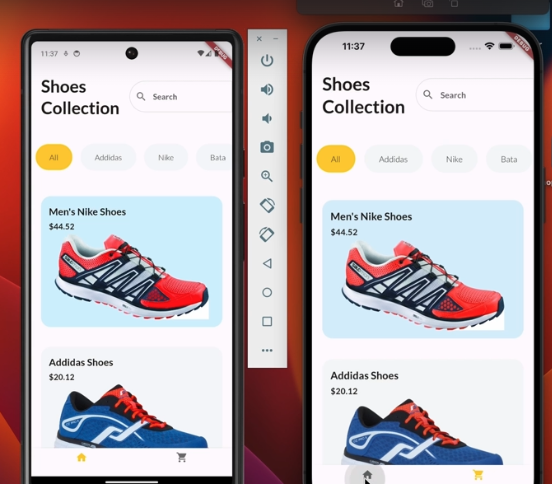 11:37
Shoes
Collection
Search
All
Addidas
Nike
Bata
Men's Nike Shoes
$44.52
Addidas Shoes
$20.12
11:37
DEBUG
Shoes
Collection
Search
All
Addidas
Nike
Bata
Men's Nike Shoes
$44.52
Addidas Shoes
$20.12